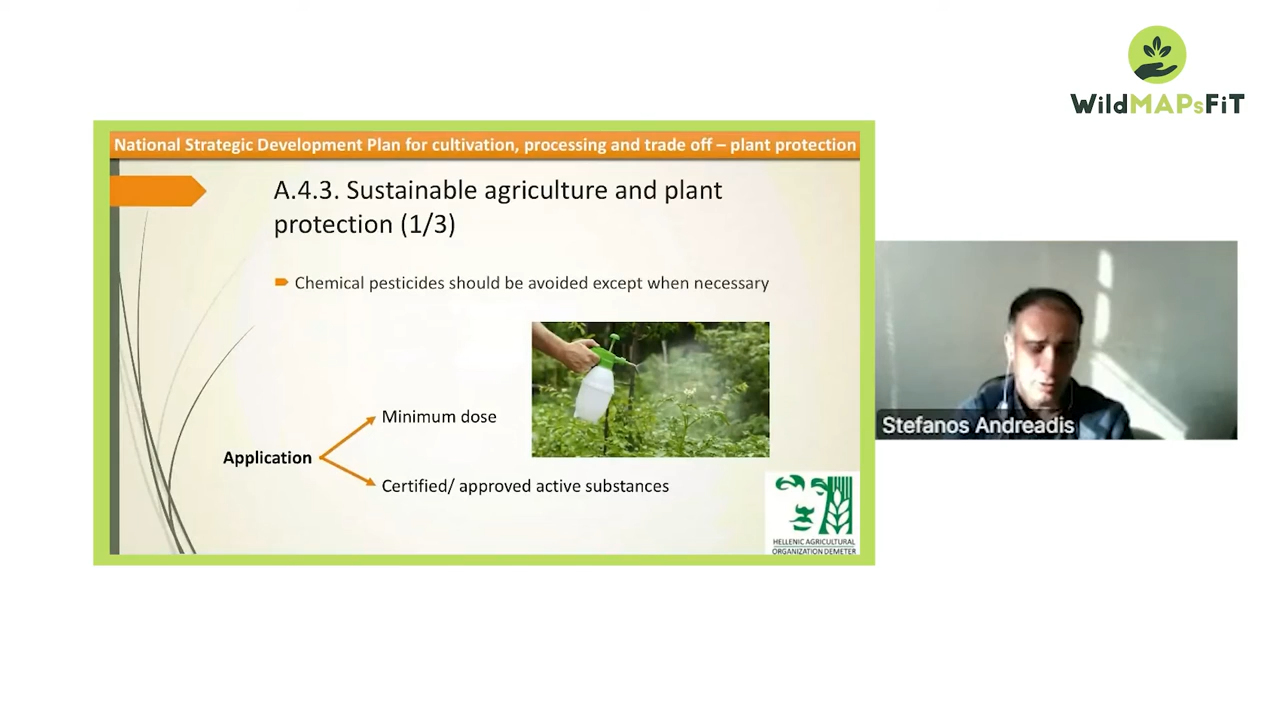 WildMAPsFiT
National Strategic Development Plan for cultivation, processing and trade off – plant protection
A.4.3. Sustainable agriculture and plant
protection (1/3)
Chemical pesticides should be avoided except when necessary
Minimum dose
Application
Certified/ approved active substances
Stefanos Andreadis
HELLENIC AGRICULTURAL
ORGANIZATION DEMETER